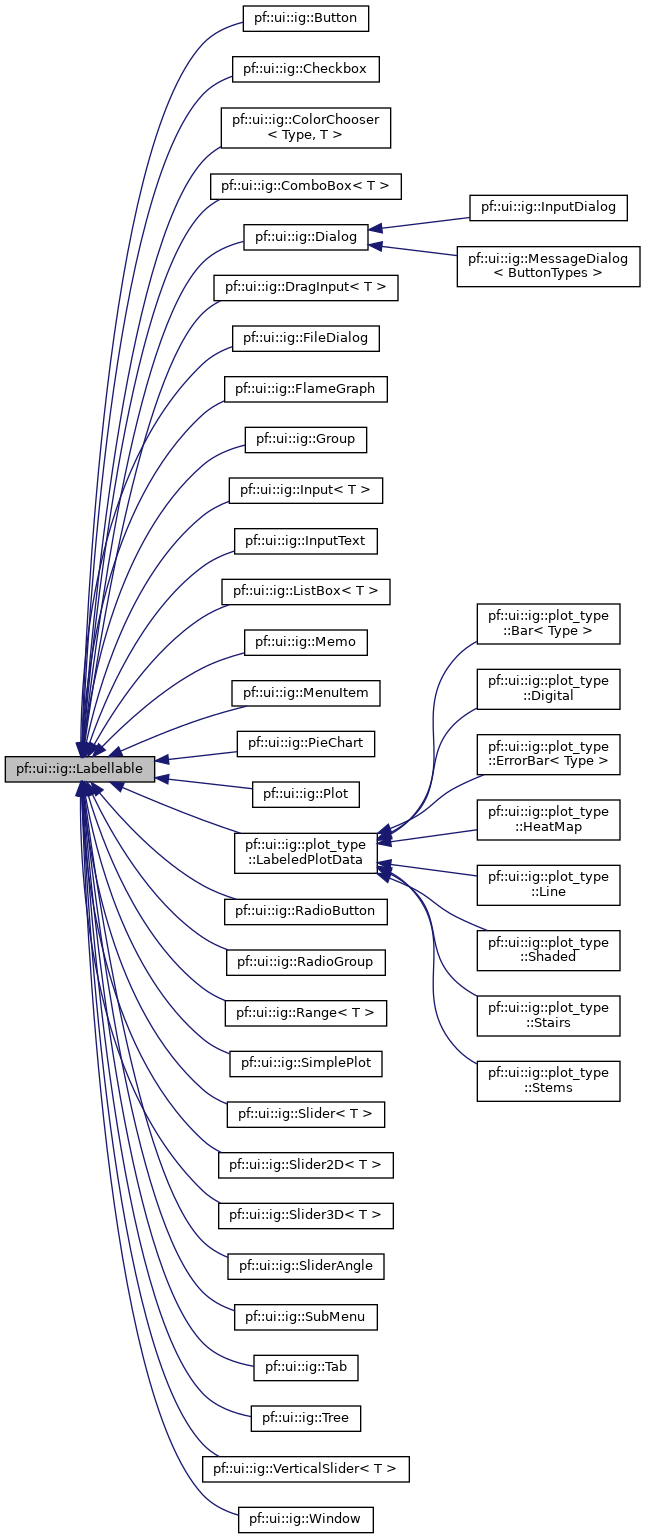 pf::ui::ig::Button
pf::ui::ig::Checkbox
pf::ui::ig::ColorChooser
< Type, T >
pf::ui::ig::ComboBox< T >
pf::ui::ig::Dialog
pf::ui::ig::InputDialog
pf::ui::ig::MessageDialog
< ButtonTypes >
pf::ui::ig::DragInput< T >
pf::ui::ig::FileDialog
pf::ui::ig::FlameGraph
pf::ui::ig::Group
pf::ui::ig::Input< T >
pf::ui::ig::InputText
pf::ui::ig::ListBox< T >
pf::ui::ig::Memo
pf::ui::ig::MenuItem
pf::ui::ig::PieChart
pf::ui::ig::Labellable
pf::ui::ig::Plot
pf::ui::ig::plot_type
::LabeledPlotData
pf::ui::ig::plot_type
::Bar< Type >
pf::ui::ig::plot_type
::Digital
pf::ui::ig::plot_type
::ErrorBar< Type >
pf::ui::ig::plot_type
::HeatMap
pf::ui::ig::plot_type
::Line
pf::ui::ig::plot_type
::Shaded
pf::ui::ig::plot_type
::Stairs
pf::ui::ig::plot_type
::Stems
pf::ui::ig::RadioButton
pf::ui::ig::RadioGroup
pf::ui::ig::Range< T >
pf::ui::ig::SimplePlot
pf::ui::ig::Slider< T >
pf::ui::ig::Slider2D< T >
pf::ui::ig::Slider3D< T >
pf::ui::ig::SliderAngle
pf::ui::ig::SubMenu
pf::ui::ig::Tab
pf::ui::ig::Tree
pf::ui::ig::VerticalSlider< T >
pf::ui::ig::Window